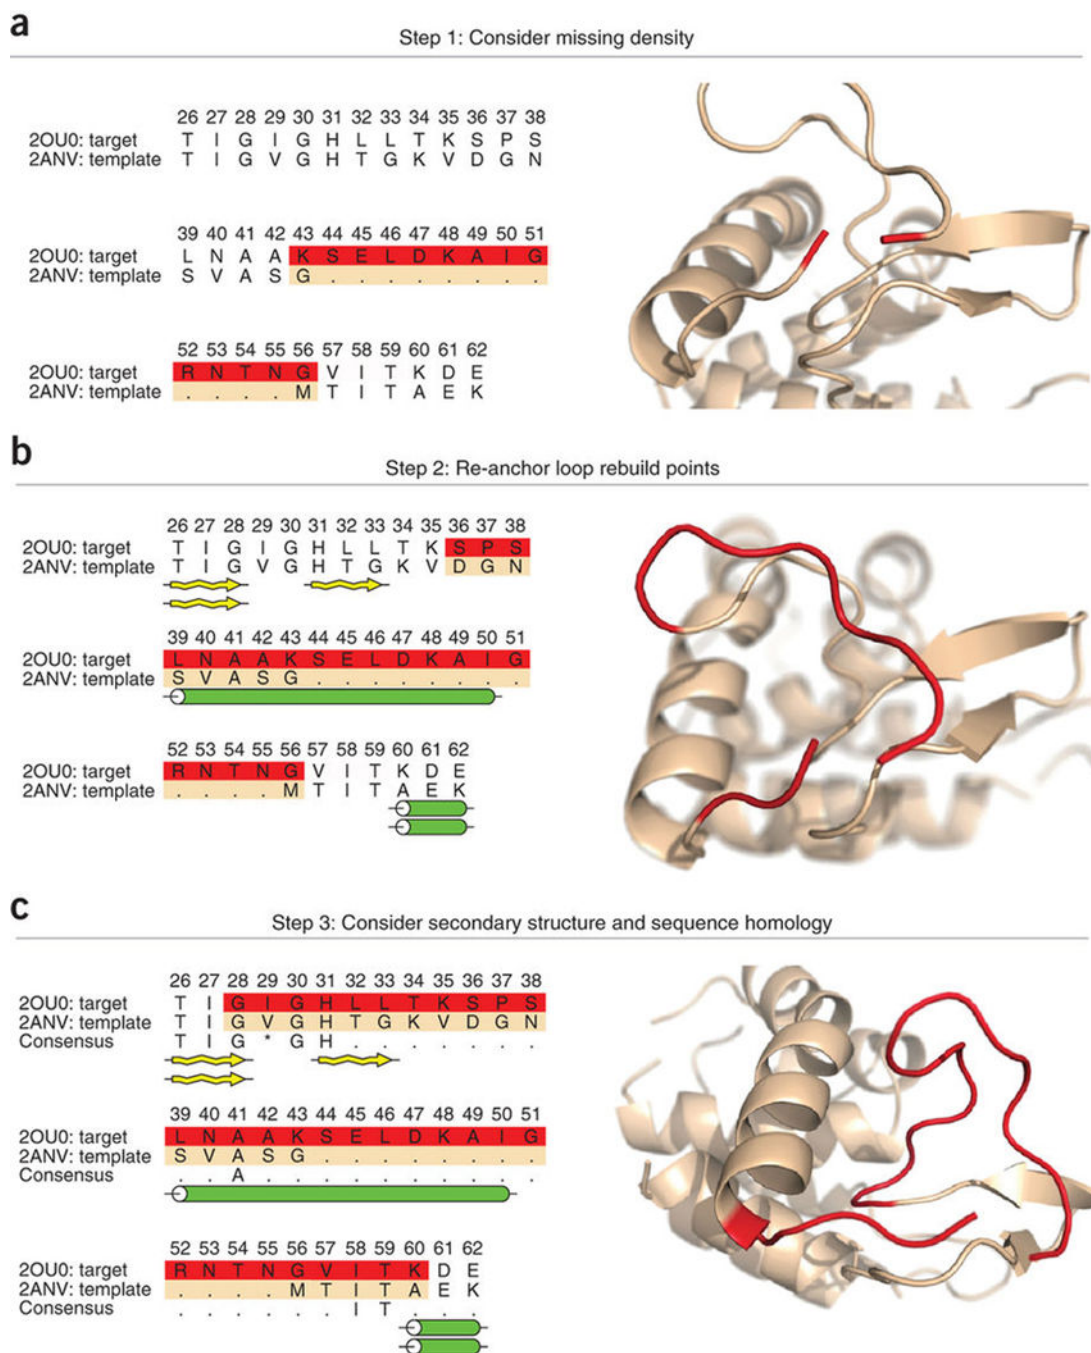 a
Step 1: Consider missing density
26 27 28 29 30 31 32 33 34 35 36 37 38
2OU0: target T I G I G H L L T K S P S
2ANV: template T I G V G H T G K V D G N
39 40 41 42 43 44 45 46 47 48 49 50 51
2OU0: target L N A A K S E L D K A I G
2ANV: template S V A S G . . . . . . . .
52 53 54 55 56 57 58 59 60 61 62
2OU0: target R N T N G V I T K D E
2ANV: template . . . . M T I T A E K
b
Step 2: Re-anchor loop rebuild points
26 27 28 29 30 31 32 33 34 35 36 37 38
2OU0: target T I G I G H L L T K S P S
2ANV: template T I G V G H T G K V D G N
39 40 41 42 43 44 45 46 47 48 49 50 51
2OU0: target L N A A K S E L D K A I G
2ANV: template S V A S G . . . . . . . .
52 53 54 55 56 57 58 59 60 61 62
2OU0: target R N T N G V I T K D E
2ANV: template . . . . M T I T A E K
c
Step 3: Consider secondary structure and sequence homology
26 27 28 29 30 31 32 33 34 35 36 37 38
2OU0: target T I G I G H L L T K S P S
2ANV: template T I G V G H T G K V D G N
Consensus T I G * G H . . . . . . .
39 40 41 42 43 44 45 46 47 48 49 50 51
2OU0: target L N A A K S E L D K A I G
2ANV: template S V A S G . . . . . . . .
Consensus . . A . . . . . . . . . .
52 53 54 55 56 57 58 59 60 61 62
2OU0: target R N T N G V I T K D E
2ANV: template . . . . M T I T A E K
Consensus . . . . . . I T . . .